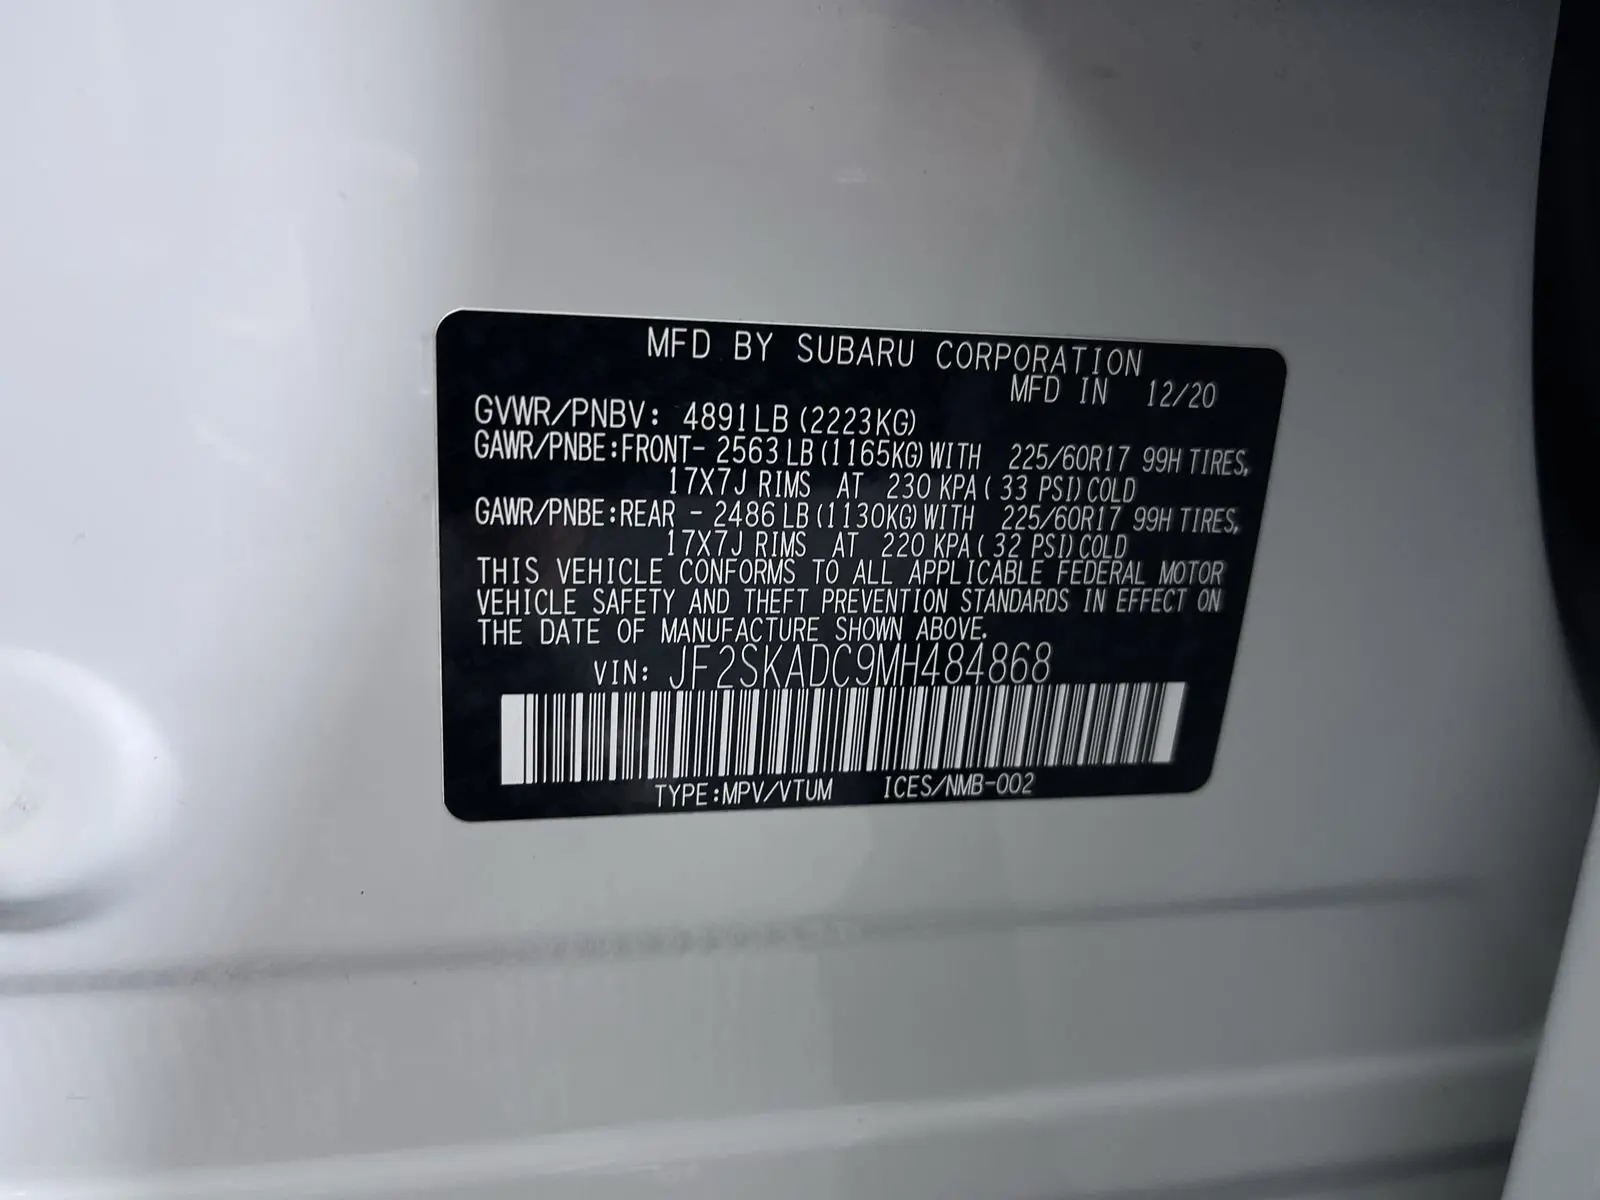 MFD BY SUBARU CORPORATION
MFD IN 12/20
GVWR/PNBV: 4891LB (2223KG)
GAWR/PNBE:FRONT- 2563 LB (1165KG) WITH 225/60R17 99H TIRES,
17X7J RIMS AT 230 KPA ( 33 PSI) COLD
GAWR/PNBE:REAR - 2486 LB (1130KG) WITH 225/60R17 99H TIRES,
17X7J RIMS AT 220 KPA ( 32 PSI) COLD
THIS VEHICLE CONFORMS TO ALL APPLICABLE FEDERAL MOTOR
VEHICLE SAFETY AND THEFT PREVENTION STANDARDS IN EFFECT ON
THE DATE OF MANUFACTURE SHOWN ABOVE.
VIN: JF2SKADC9MH484868
TYPE:MPV/VTUM ICES/NMB-002